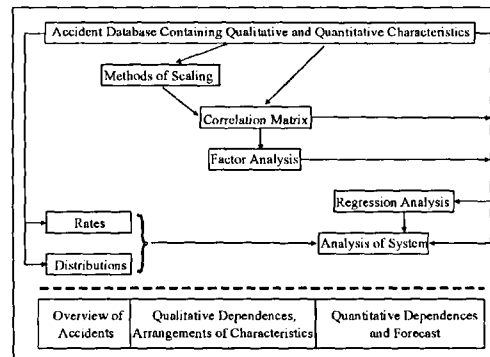 Accident Database Containing Qualitative and Quantitative Characteristics
Methods of Scaling
Correlation Matrix
Factor Analysis
Regression Analysis
Rates
Analysis of System
Distributions
Overview of
Accidents
Qualitative Dependences,
Arrangements of Characteristics
Quantitative Dependences
and Forecast